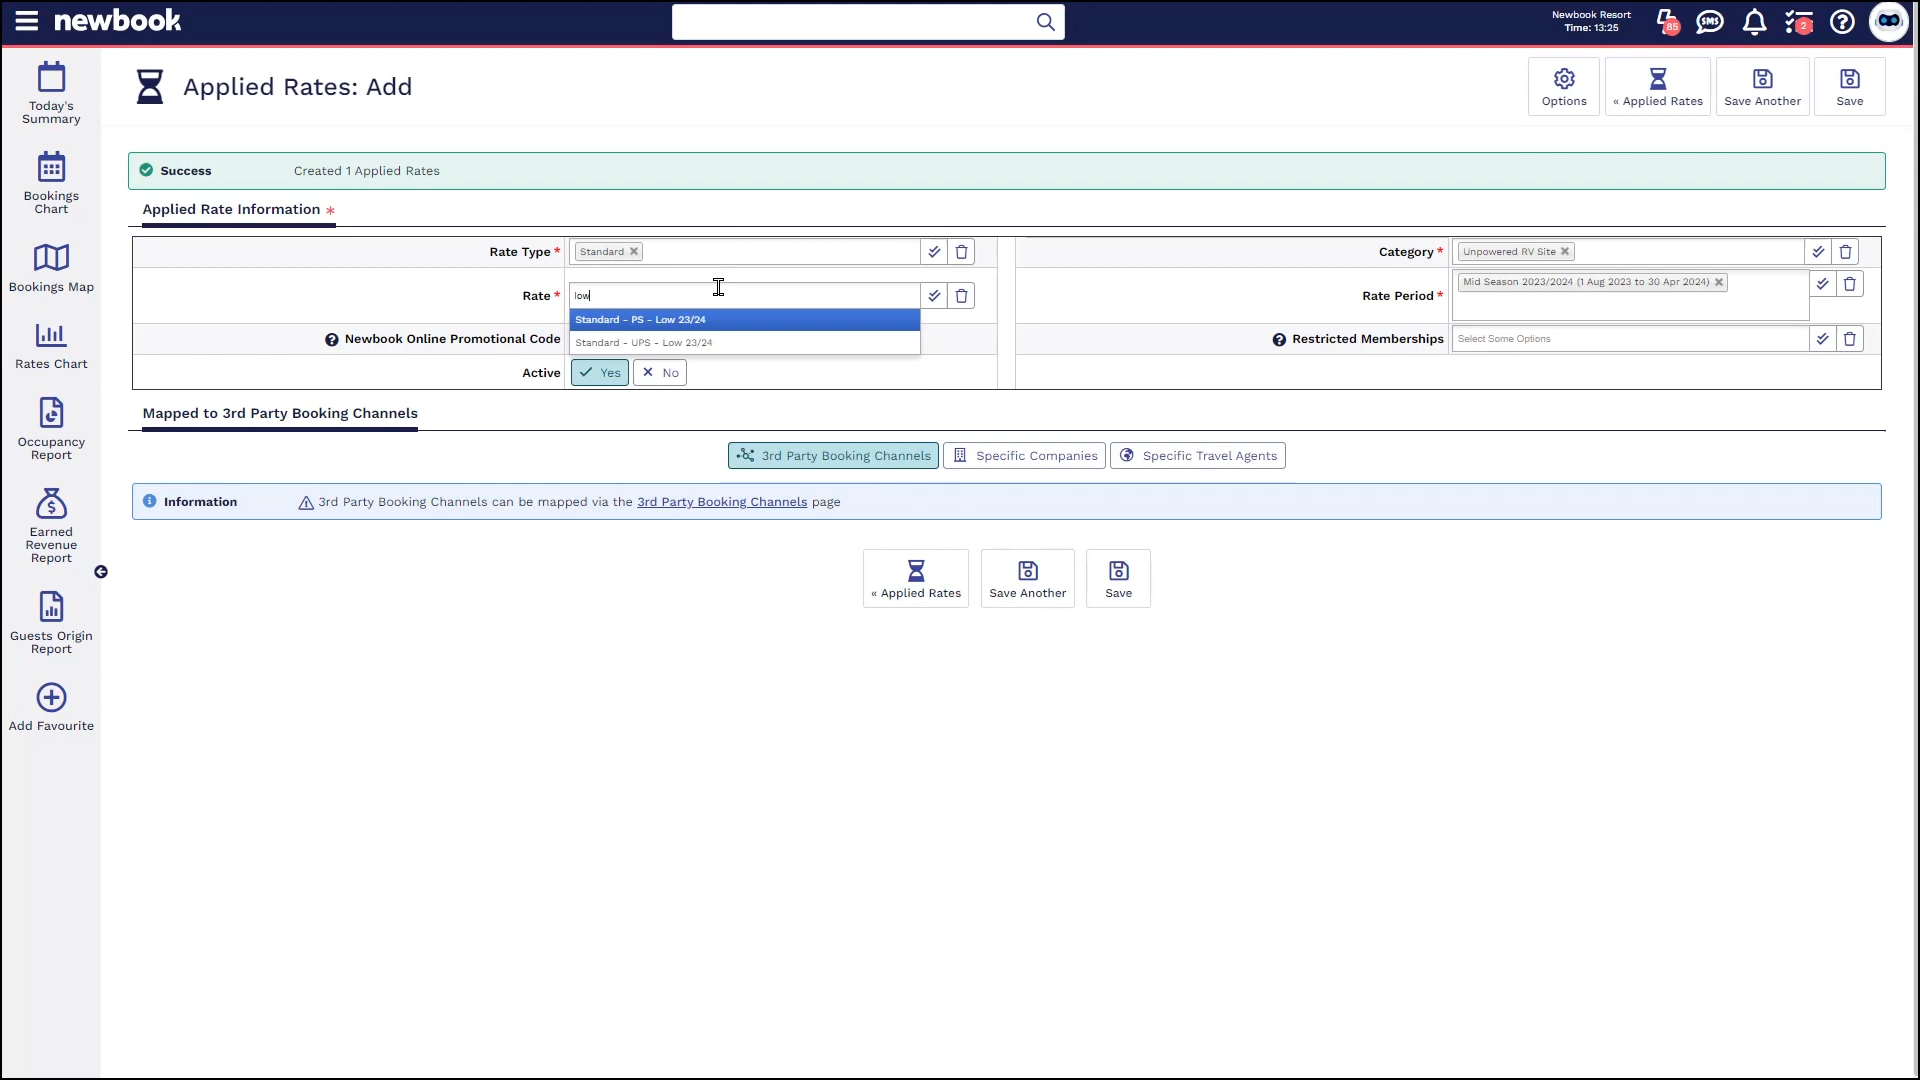 newbook
Newbook Resort
Time: 13:25
85
SMS
2
Today's
Summary
Bookings
Chart
Bookings Map
Rates Chart
Occupancy
Report
Earned
Revenue
Report
Guests Origin
Report
Add Favourite
Applied Rates: Add
Options
« Applied Rates
Save Another
Save
Success Created 1 Applied Rates
Applied Rate Information *
Rate Type * Standard
Category * Unpowered RV Site
Rate * low
Standard - PS - Low 23/24
Standard - UPS - Low 23/24
Rate Period * Mid Season 2023/2024 (1 Aug 2023 to 30 Apr 2024)
Newbook Online Promotional Code
Restricted Memberships Select Some Options
Active Yes No
Mapped to 3rd Party Booking Channels
3rd Party Booking Channels Specific Companies Specific Travel Agents
Information 3rd Party Booking Channels can be mapped via the 3rd Party Booking Channels page
« Applied Rates
Save Another
Save